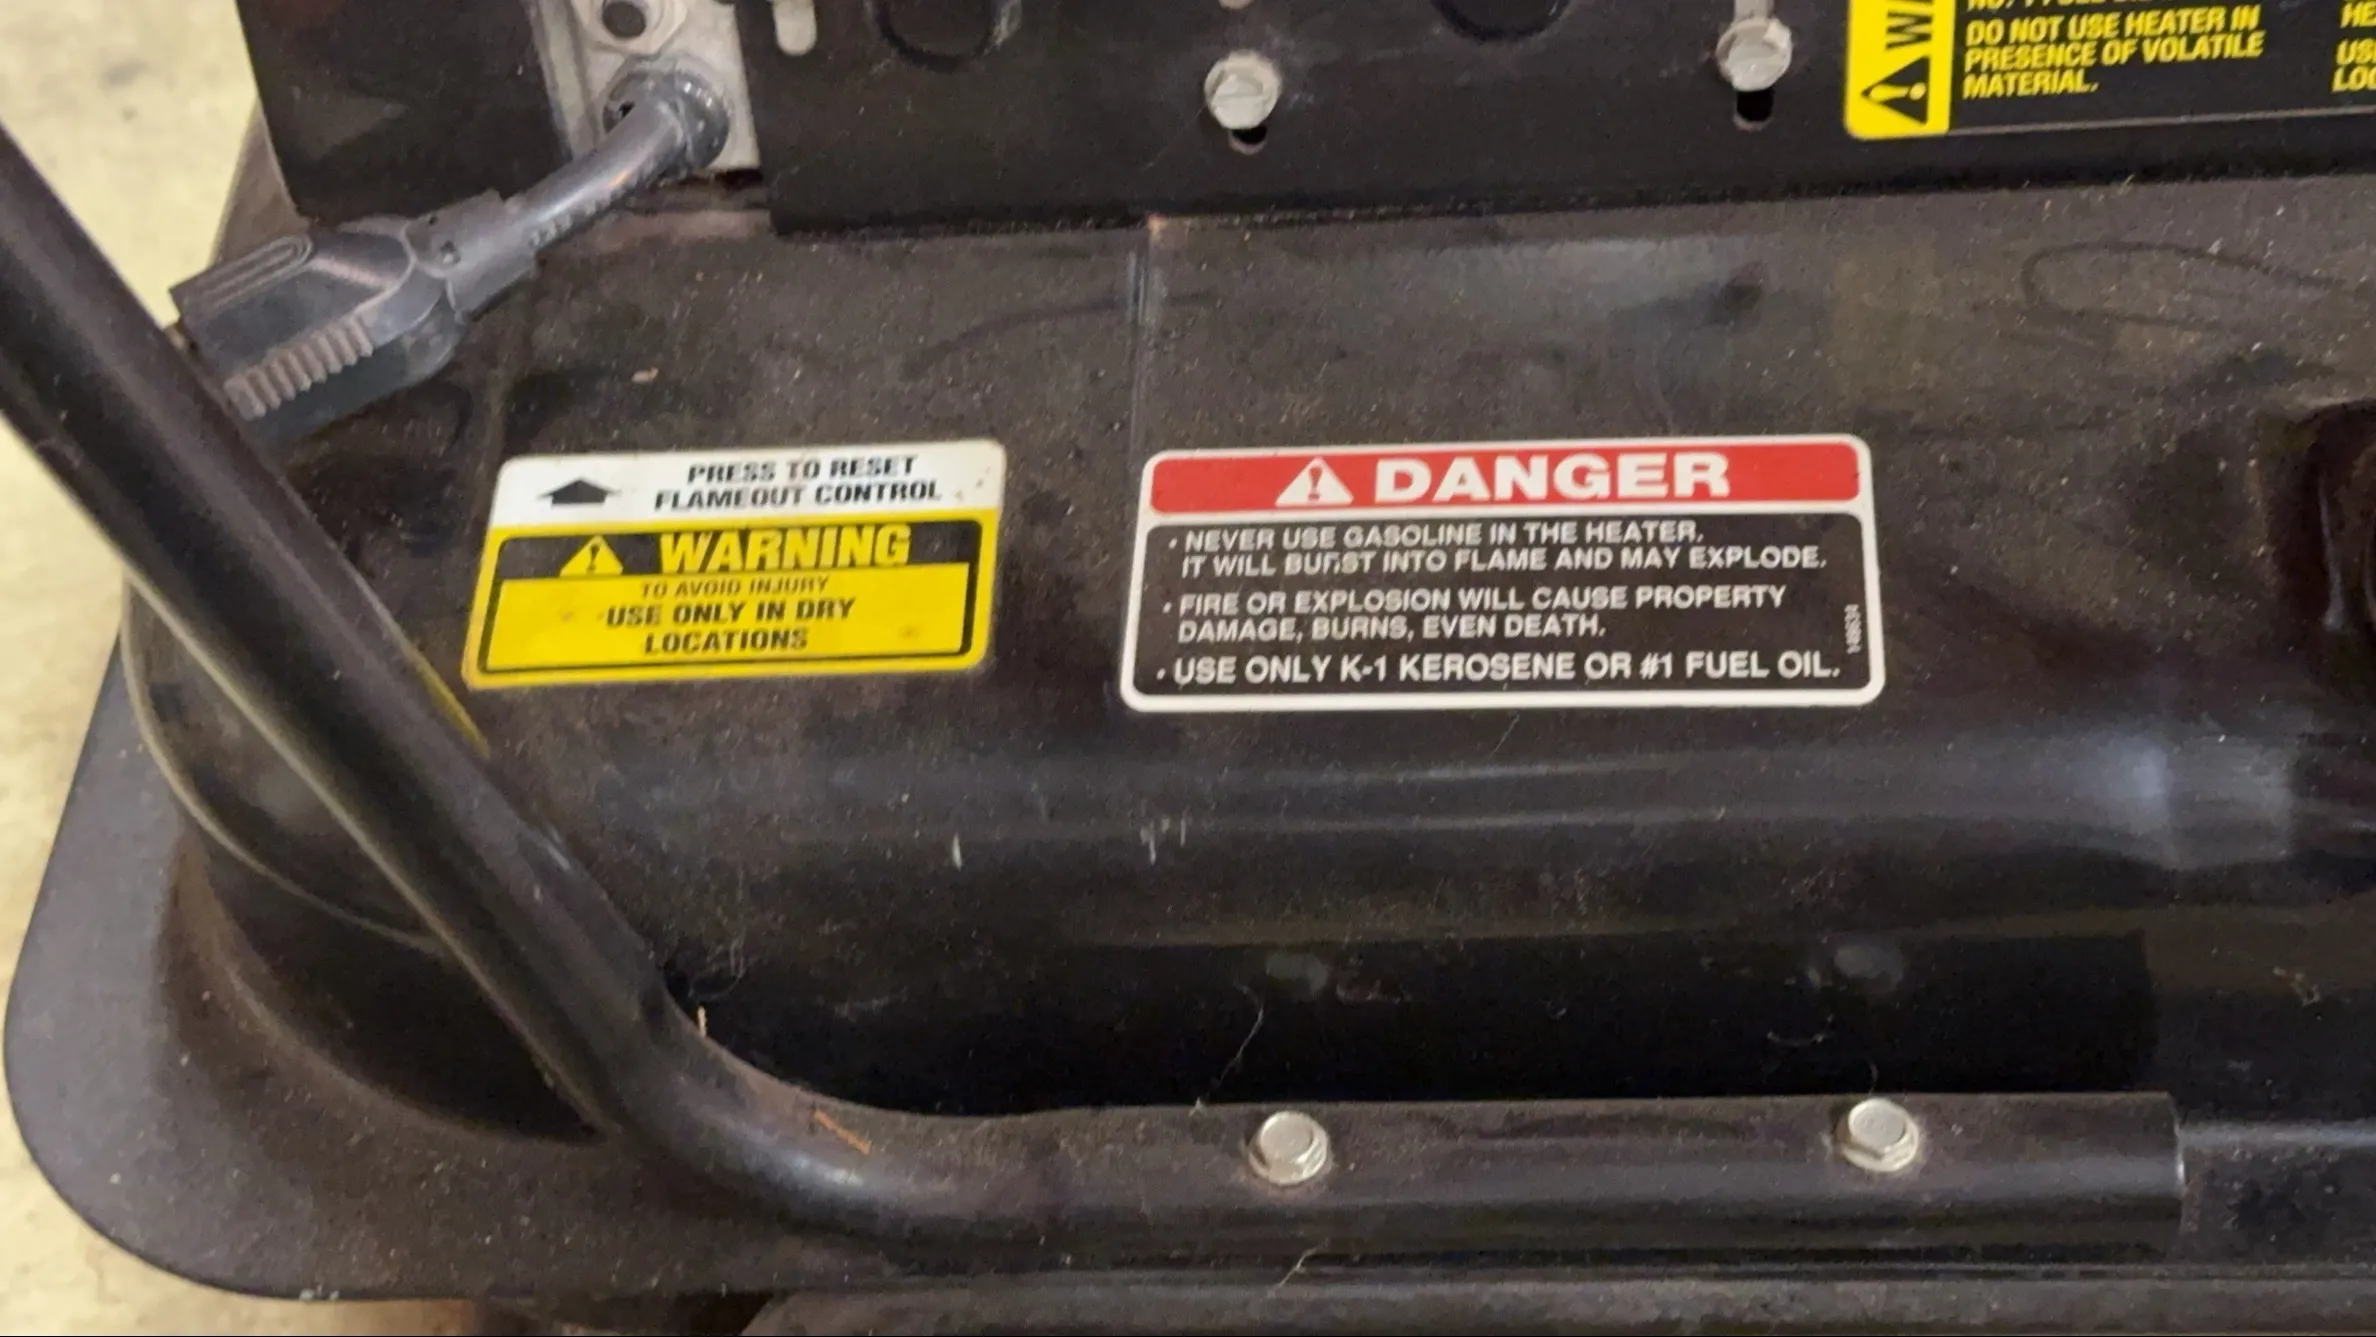 DO NOT USE HEATER IN
PRESENCE OF VOLATILE
MATERIAL.
PRESS TO RESET
FLAMEOUT CONTROL
WARNING
TO AVOID INJURY
USE ONLY IN DRY
LOCATIONS
DANGER
• NEVER USE GASOLINE IN THE HEATER.
IT WILL BURST INTO FLAME AND MAY EXPLODE.
• FIRE OR EXPLOSION WILL CAUSE PROPERTY
DAMAGE, BURNS, EVEN DEATH.
• USE ONLY K-1 KEROSENE OR #1 FUEL OIL.